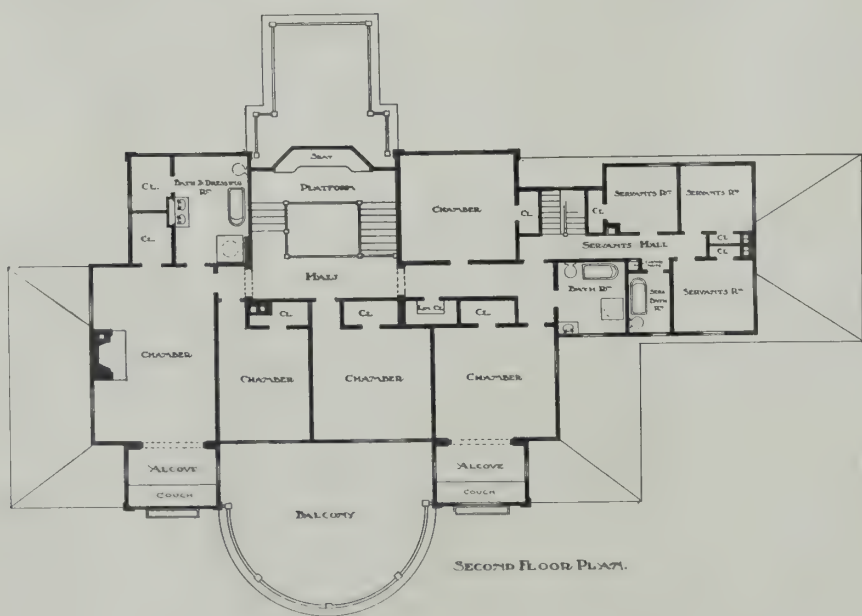 SEAT
CL.
BATH & DRESSING
RM
PLATFORM
CHAMBER
CL
CL
SERVANTS RM
SERVANTS RM
CL.
SERVANTS HALL
CL
CL
HALL
BATH RM
SERV.
BATH
RM
SERVANTS RM
CL.
CL.
LIN CL.
CL.
CHAMBER
CHAMBER
CHAMBER
CHAMBER
ALCOVE
COUCH
ALCOVE
COUCH
BALCONY
SECOND FLOOR PLAN.